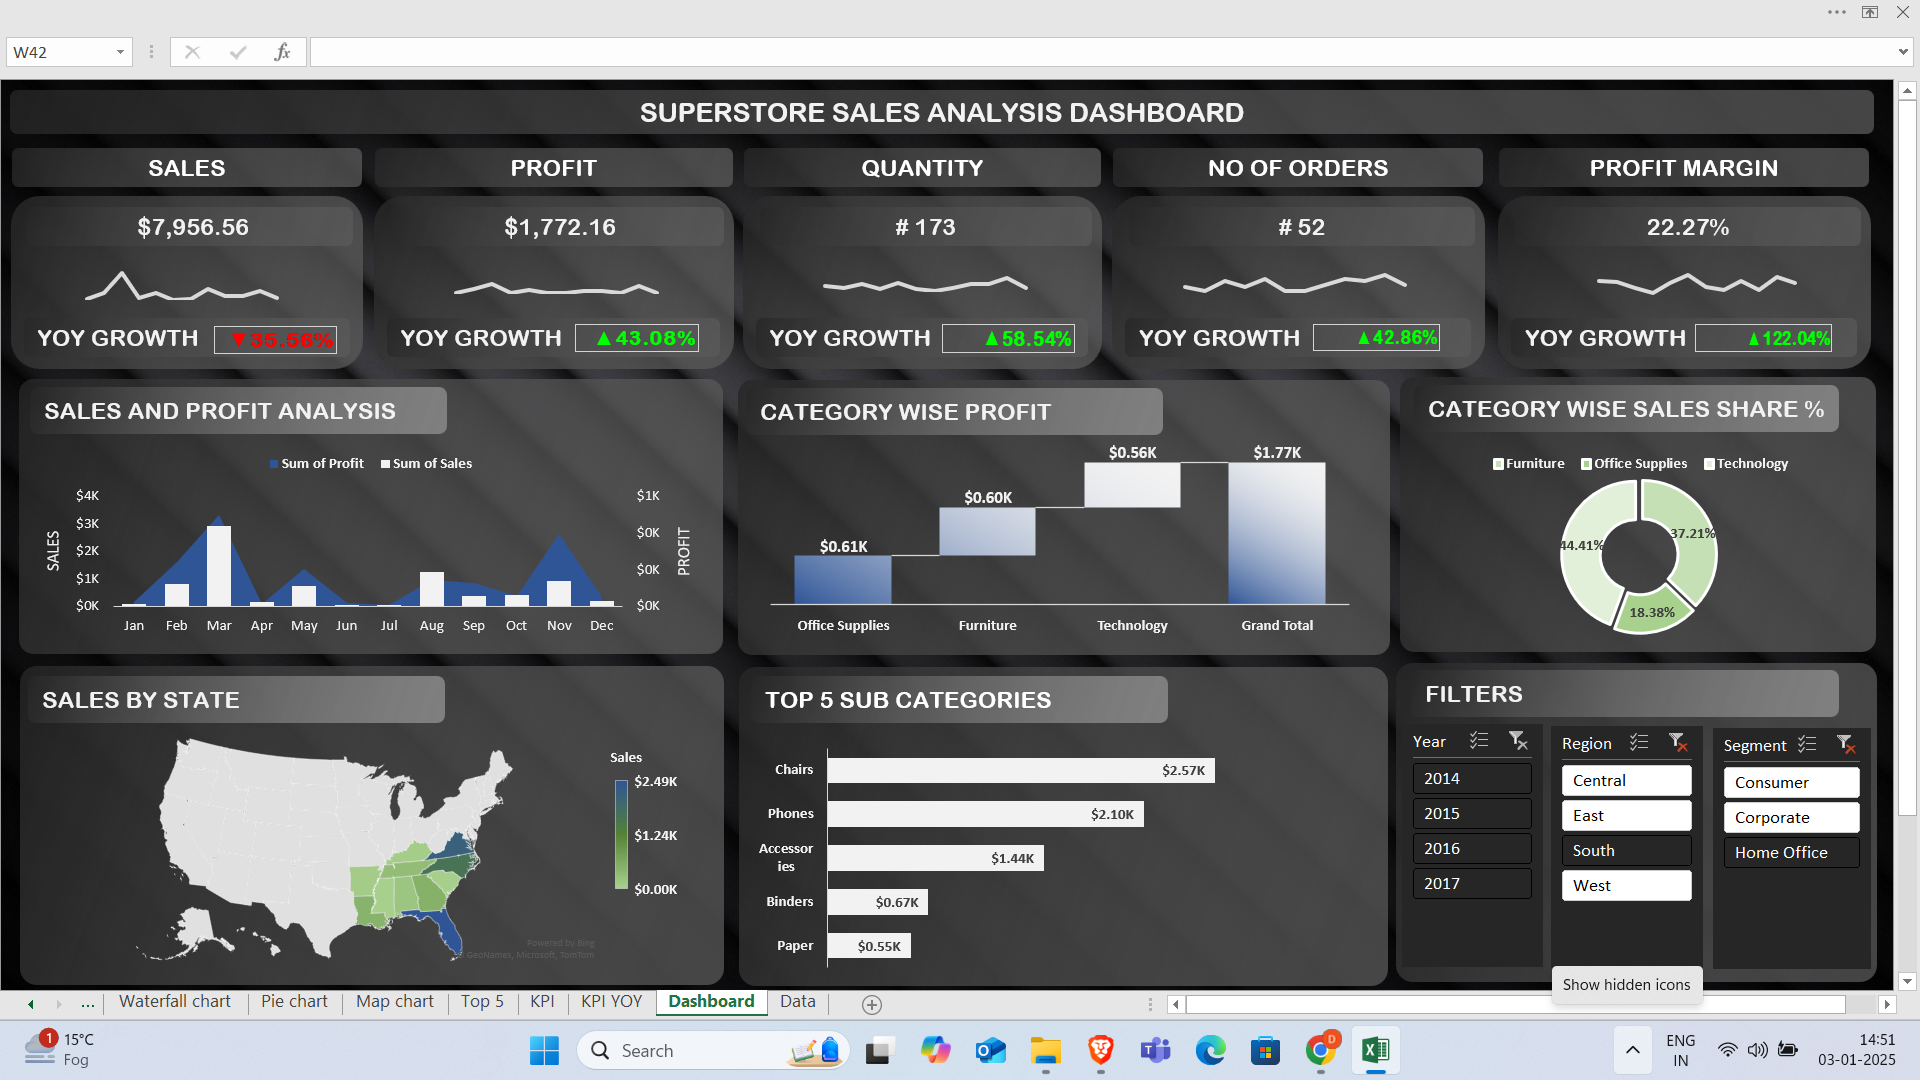 W42
fx
SUPERSTORE SALES ANALYSIS DASHBOARD
SALES
PROFIT
QUANTITY
NO OF ORDERS
PROFIT MARGIN
$7,956.56
$1,772.16
# 173
# 52
22.27%
YOY GROWTH ▼35.56%
YOY GROWTH ▲43.08%
YOY GROWTH ▲58.54%
YOY GROWTH ▲42.86%
YOY GROWTH ▲122.04%
SALES AND PROFIT ANALYSIS
Sum of Profit Sum of Sales
$4K
$3K
$2K
$1K
$0K
SALES
$1K
$0K
$0K
$0K
PROFIT
Jan Feb Mar Apr May Jun Jul Aug Sep Oct Nov Dec
CATEGORY WISE PROFIT
$0.61K
$0.60K
$0.56K
$1.77K
Office Supplies Furniture Technology Grand Total
CATEGORY WISE SALES SHARE %
Furniture Office Supplies Technology
44.41%
37.21%
18.38%
SALES BY STATE
Sales
$2.49K
$1.24K
$0.00K
Powered by Bing
GeoNames, Microsoft, TomTom
TOP 5 SUB CATEGORIES
Chairs $2.57K
Phones $2.10K
Accessor
ies
$1.44K
Binders $0.67K
Paper $0.55K
FILTERS
Year
2014
2015
2016
2017
Region
Central
East
South
West
Segment
Consumer
Corporate
Home Office
Show hidden icons
... Waterfall chart Pie chart Map chart Top 5 KPI KPI YOY Dashboard Data
1
15°C
Fog
Search
D
ENG
IN
14:51
03-01-2025